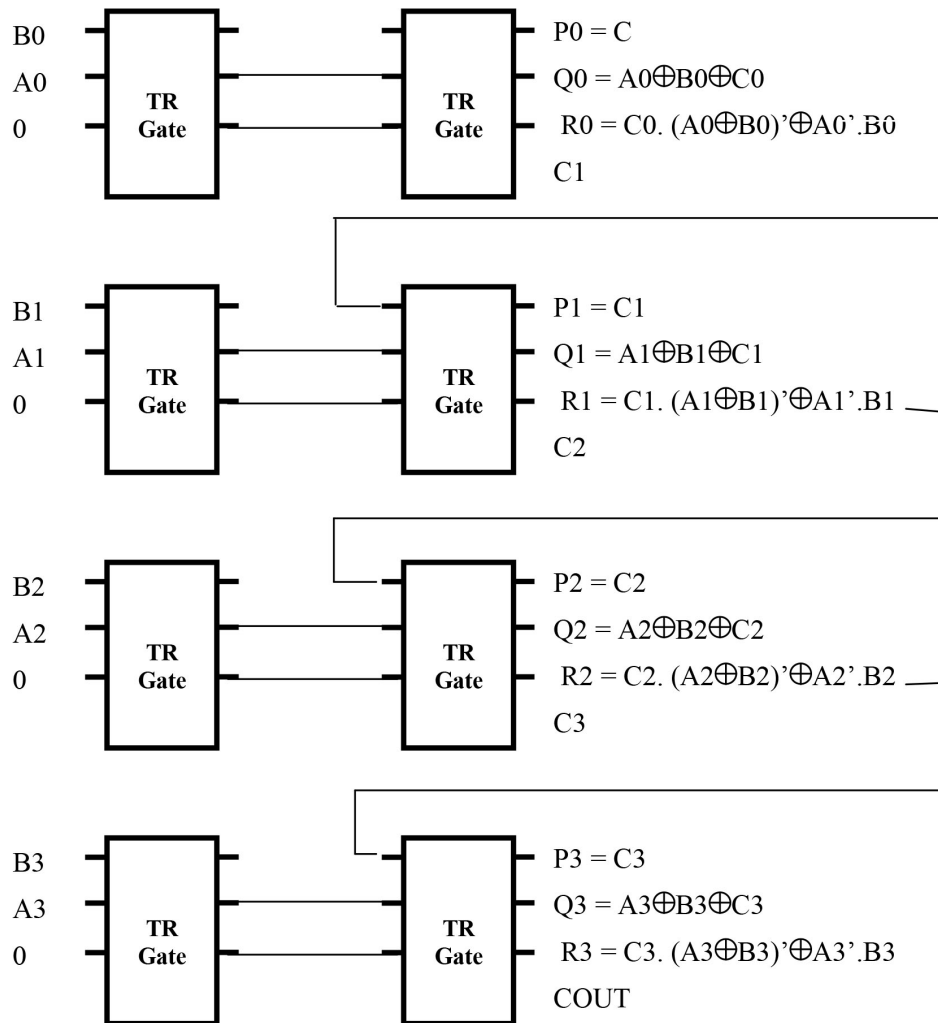 B0
A0
0
TR
Gate
TR
Gate
P0 = C
Q0 = A0⊕B0⊕C0
R0 = C0. (A0⊕B0)’⊕A0’.B0
C1
B1
A1
0
TR
Gate
TR
Gate
P1 = C1
Q1 = A1⊕B1⊕C1
R1 = C1. (A1⊕B1)’⊕A1’.B1
C2
B2
A2
0
TR
Gate
TR
Gate
P2 = C2
Q2 = A2⊕B2⊕C2
R2 = C2. (A2⊕B2)’⊕A2’.B2
C3
B3
A3
0
TR
Gate
TR
Gate
P3 = C3
Q3 = A3⊕B3⊕C3
R3 = C3. (A3⊕B3)’⊕A3’.B3
COUT